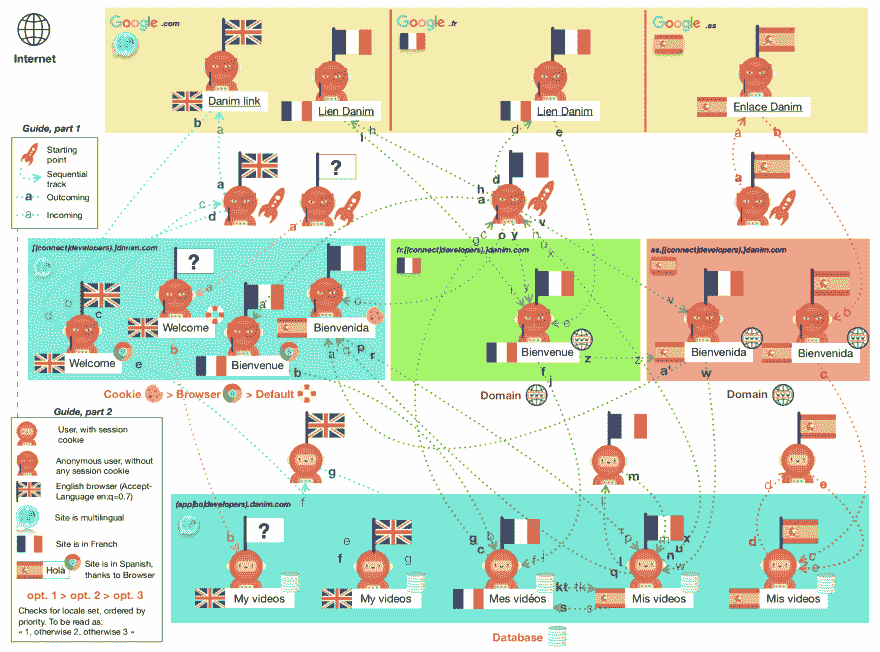 Internet
Google .com
Google .fr
Google .es
Danim link
Lien Danim
Lien Danim
Enlace Danim
Guide, part 1
Starting
point
Sequential
track
a Outcoming
a Incoming
?
[(connect|developers).]danim.com
fr.[(connect|developers).]danim.com
es.[(connect|developers).]danim.com
?
Welcome
Welcome
Bienvenue
Bienvenida
Bienvenue
Bienvenida
Bienvenida
Cookie > Browser > Default
Domain
Domain
Guide, part 2
User, with session
cookie
Anonymous user, without
any session cookie
English browser (Accept-
Language en;q=0.7)
Site is multilingual
Site is in French
Hola
Site is in Spanish,
thanks to Browser
opt. 1 > opt. 2 > opt. 3
Checks for locale set, ordered by
priority. To be read as:
« 1, otherwise 2, otherwise 3 »
(app|bo|developers).danim.com
?
My videos
My videos
Mes vidéos
Mis videos
Mis videos
Database